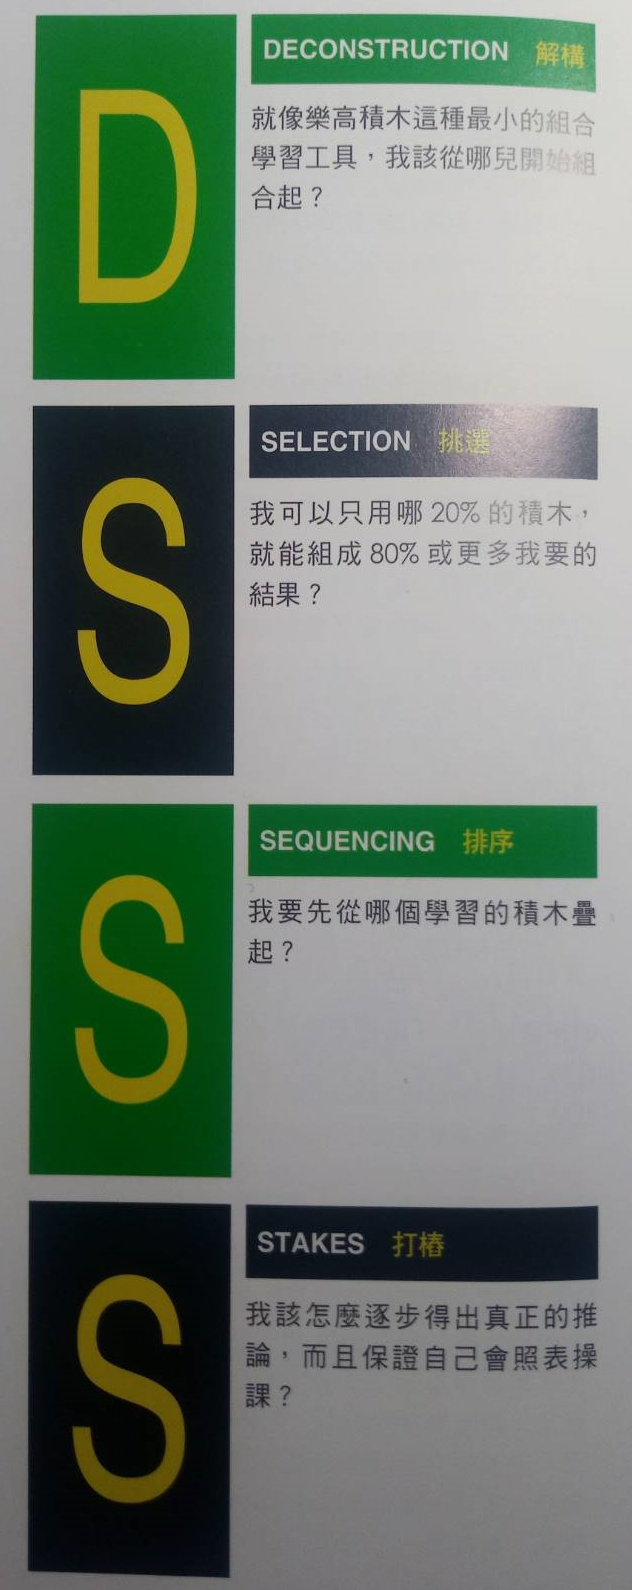 D
DECONSTRUCTION 解構
就像樂高積木這種最小的組合
學習工具，我該從哪兒開始組
合起？
S
SELECTION 挑選
我可以只用哪 20% 的積木，
就能組成 80% 或更多我要的
結果？
S
SEQUENCING 排序
我要先從哪個學習的積木疊
起？
S
STAKES 打樁
我該怎麼逐步得出真正的推
論，而且保證自己會照表操
課？